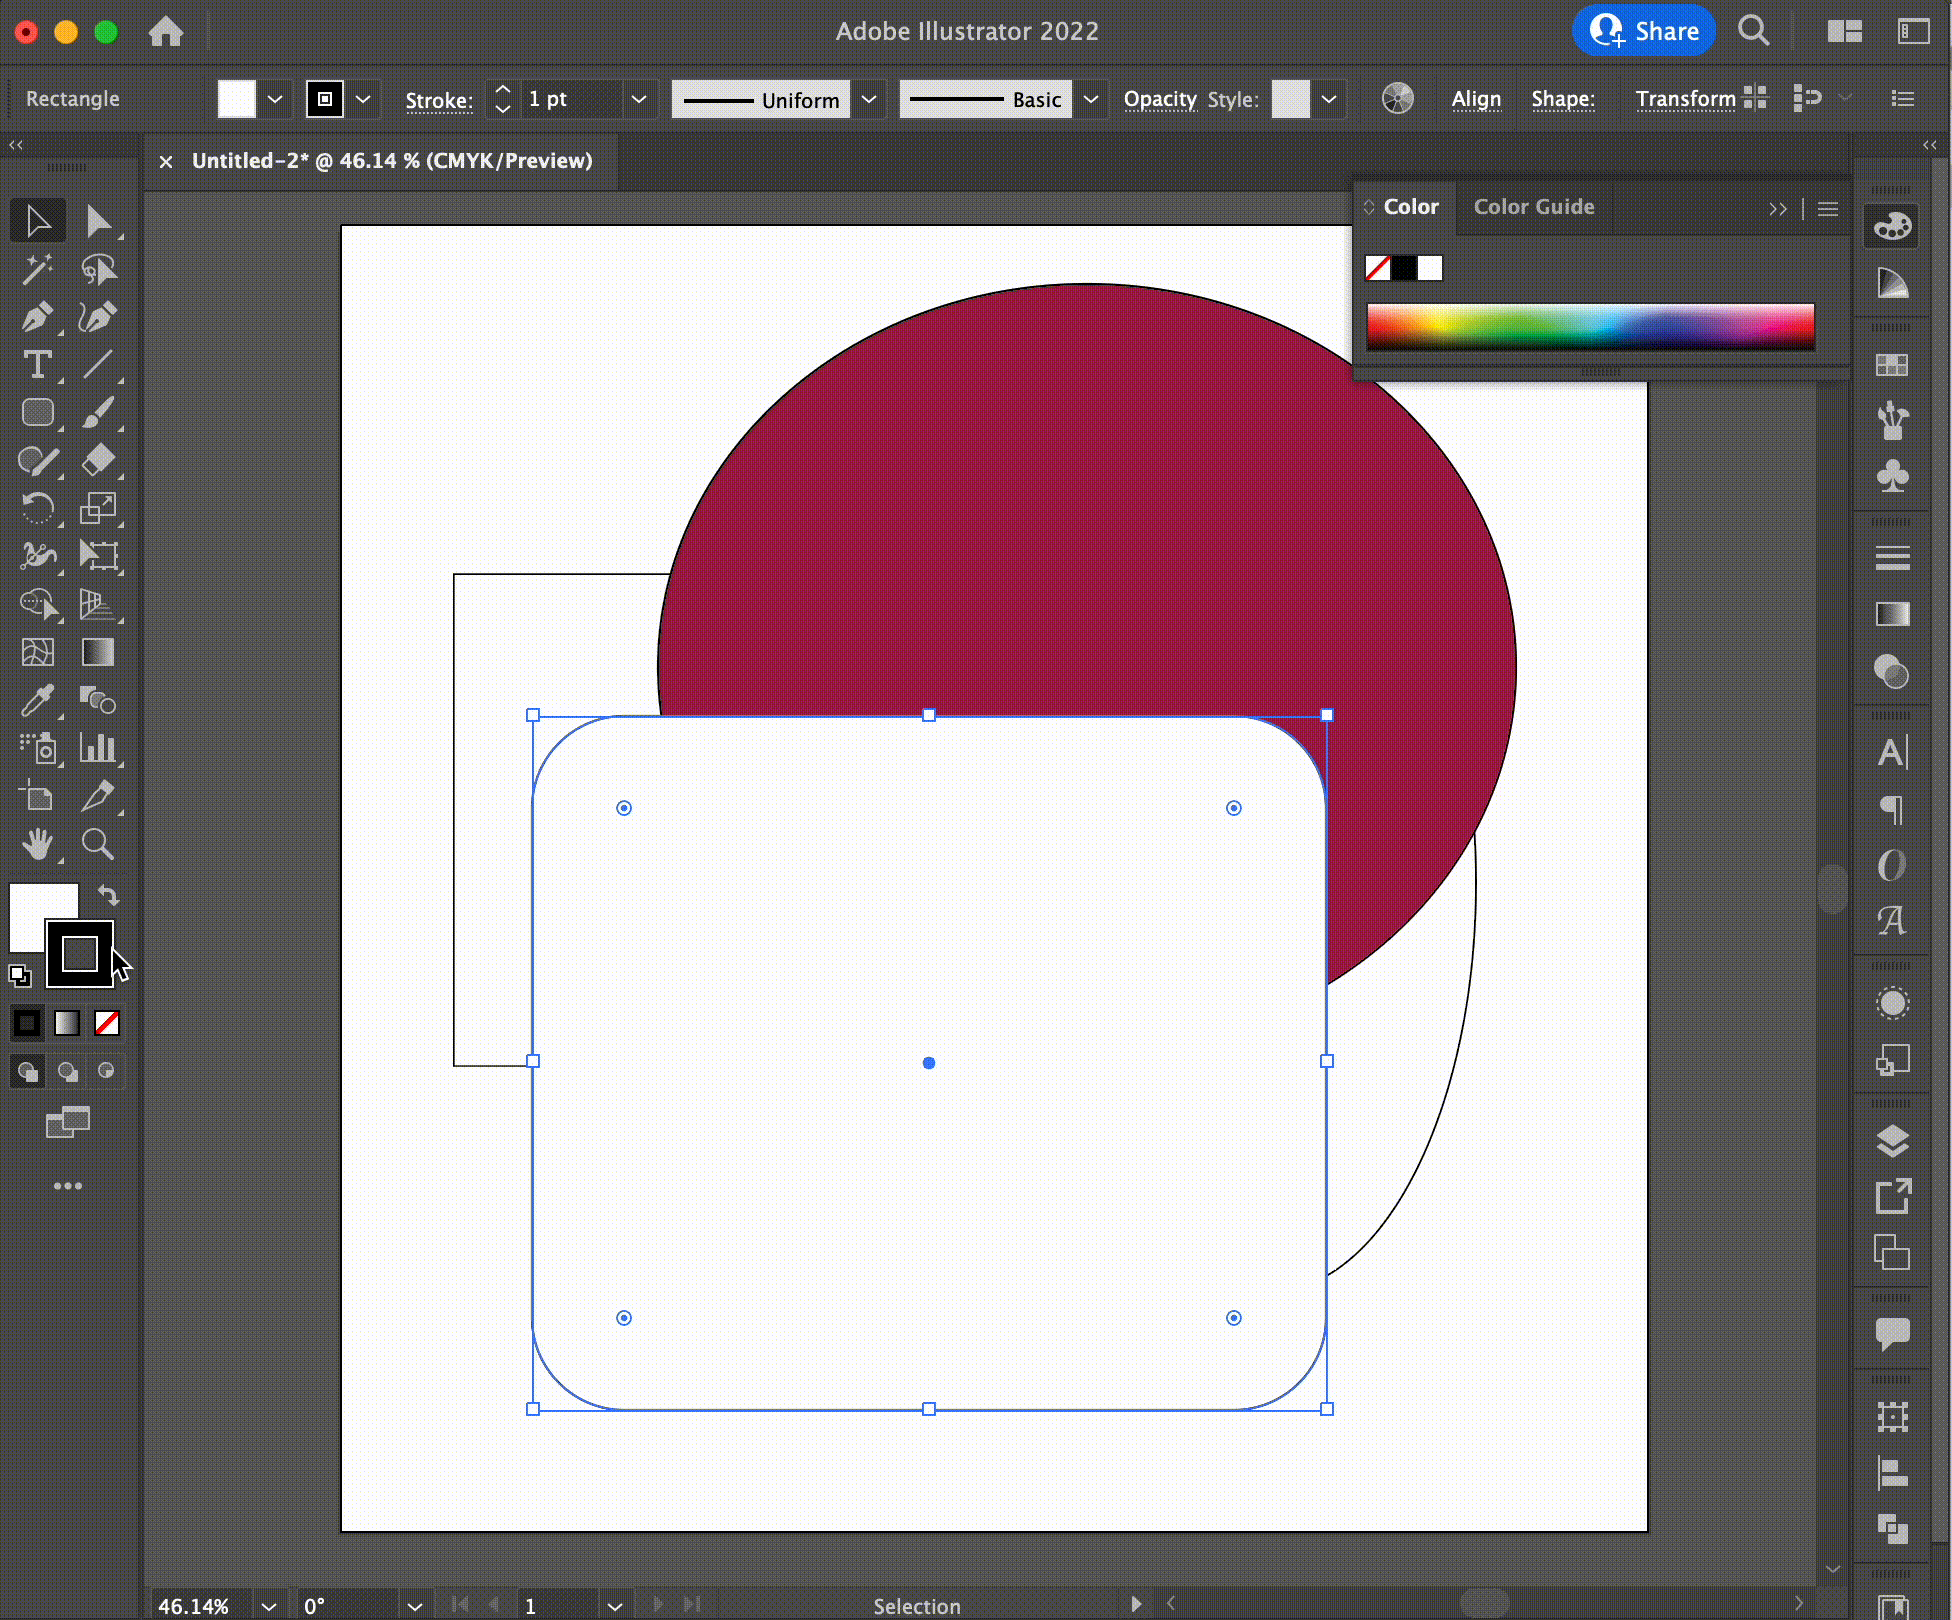 Adobe Illustrator 2022
Share
Rectangle
Stroke:
1 pt
Uniform
Basic
Opacity
Style:
Align
Shape:
Transform
Untitled-2* @ 46.14 % (CMYK/Preview)
Color
Color Guide
46.14%
0°
1
Selection